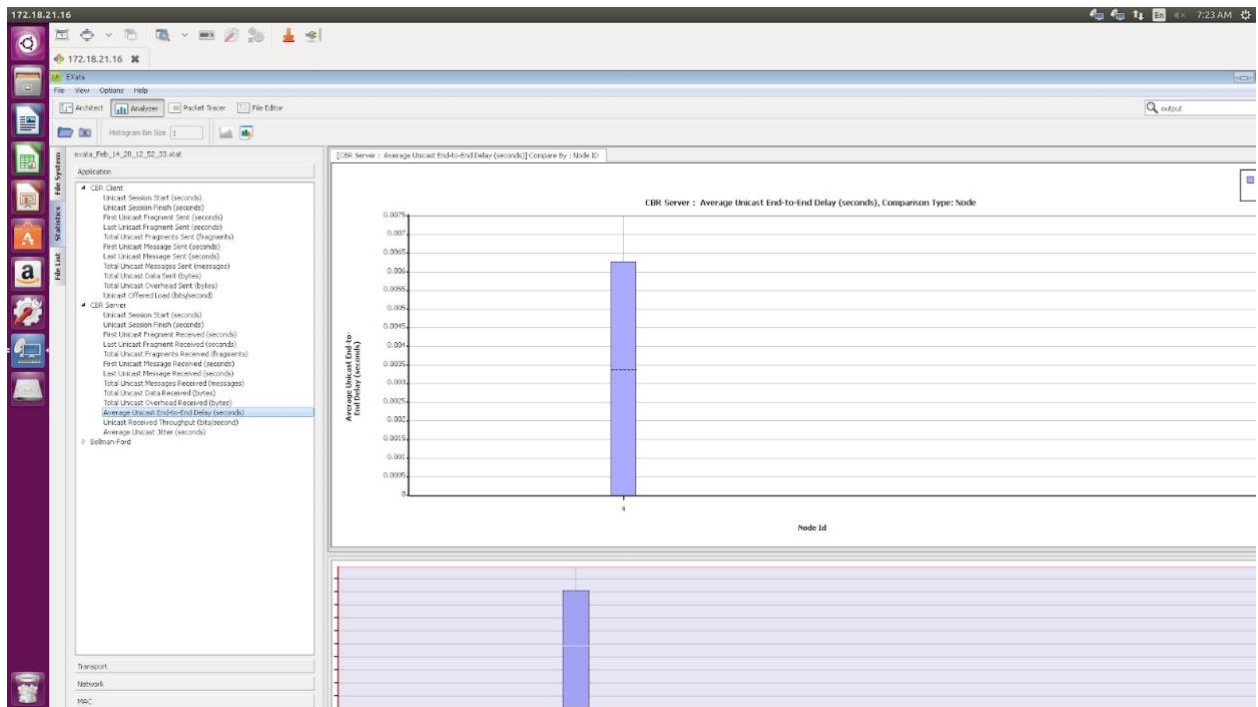 172.18.21.16
En 7:23 AM
172.18.21.16
EXata
File View Options Help
Architect Analyzer Packet Tracer File Editor
output
Histogram Bin Size 1
File System
Statistics
File List
exata_Feb_14_20_12_52_33.stat
Application
CBR Client
Unicast Session Start (seconds)
Unicast Session Finish (seconds)
First Unicast Fragment Sent (seconds)
Last Unicast Fragment Sent (seconds)
Total Unicast Fragments Sent (fragments)
First Unicast Message Sent (seconds)
Last Unicast Message Sent (seconds)
Total Unicast Messages Sent (messages)
Total Unicast Data Sent (bytes)
Total Unicast Overhead Sent (bytes)
Unicast Offered Load (bits/second)
CBR Server
Unicast Session Start (seconds)
Unicast Session Finish (seconds)
First Unicast Fragment Received (seconds)
Last Unicast Fragment Received (seconds)
Total Unicast Fragments Received (fragments)
First Unicast Message Received (seconds)
Last Unicast Message Received (seconds)
Total Unicast Messages Received (messages)
Total Unicast Data Received (bytes)
Total Unicast Overhead Received (bytes)
Average Unicast End-to-End Delay (seconds)
Unicast Received Throughput (bits/second)
Average Unicast Jitter (seconds)
Bellman-Ford
Transport
Network
MAC
[CBR Server : Average Unicast End-to-End Delay (seconds)] Compare By : Node ID
CBR Server : Average Unicast End-to-End Delay (seconds), Comparison Type: Node
0.0075
0.007
0.0065
0.006
0.0055
0.005
0.0045
0.004
0.0035
0.003
0.0025
0.002
0.0015
0.001
0.0005
0
Average Unicast End-to-
End Delay (seconds)
4
Node Id